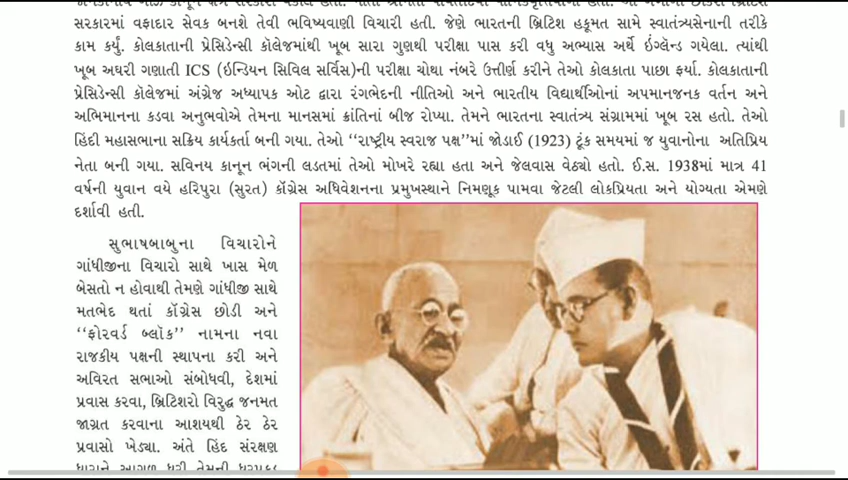 સરકારમાં વફાદાર સેવક બનશે તેવી ભવિષ્યવાણી વિચારી હતી. જેણે ભારતની બ્રિટિશ હકૂમત સામે સ્વાતંત્ર્યસેનાની તરીકે
કામ કર્યું. કોલકાતાની પ્રેસિડેન્સી કૉલેજમાંથી ખૂબ સારા ગુણથી પરીક્ષા પાસ કરી વધુ અભ્યાસ અર્થે ઇંગ્લૅન્ડ ગયેલા. ત્યાંથી
ખૂબ અઘરી ગણાતી ICS (ઇન્ડિયન સિવિલ સર્વિસ)ની પરીક્ષા ચોથા નંબરે ઉત્તીર્ણ કરીને તેઓ કોલકાતા પાછા ફર્યા. કોલકાતાની
પ્રેસિડેન્સી કૉલેજમાં અંગ્રેજ અધ્યાપક ઓટ દ્વારા રંગભેદની નીતિઓ અને ભારતીય વિદ્યાર્થીઓનાં અપમાનજનક વર્તન અને
અભિમાનના કડવા અનુભવોએ તેમના માનસમાં ક્રાંતિનાં બીજ રોપ્યા. તેમને ભારતના સ્વાતંત્ર્ય સંગ્રામમાં ખૂબ રસ હતો. તેઓ
હિંદી મહાસભાના સક્રિય કાર્યકર્તા બની ગયા. તેઓ ‘‘રાષ્ટ્રીય સ્વરાજ પક્ષ’’માં જોડાઈ (1923) ટૂંક સમયમાં જ યુવાનોના અતિપ્રિય
નેતા બની ગયા. સવિનય કાનૂન ભંગની લડતમાં તેઓ મોખરે રહ્યા હતા અને જેલવાસ વેઠ્યો હતો. ઈ.સ. 1938માં માત્ર 41
વર્ષની યુવાન વયે હરિપુરા (સુરત) કૉંગ્રેસ અધિવેશનના પ્રમુખસ્થાને નિમણૂક પામવા જેટલી લોકપ્રિયતા અને યોગ્યતા એમણે
દર્શાવી હતી.
સુભાષબાબુના વિચારોને
ગાંધીજીના વિચારો સાથે ખાસ મેળ
બેસતો ન હોવાથી તેમણે ગાંધીજી સાથે
મતભેદ થતાં કૉંગ્રેસ છોડી અને
‘‘ફોરવર્ડ બ્લૉક’’ નામના નવા
રાજકીય પક્ષની સ્થાપના કરી અને
અવિરત સભાઓ સંબોધવી, દેશમાં
પ્રવાસ કરવા, બ્રિટિશરો વિરુદ્ધ જનમત
જાગ્રત કરવાના આશયથી ઠેર ઠેર
પ્રવાસો ખેડ્યા. અંતે હિંદ સંરક્ષણ